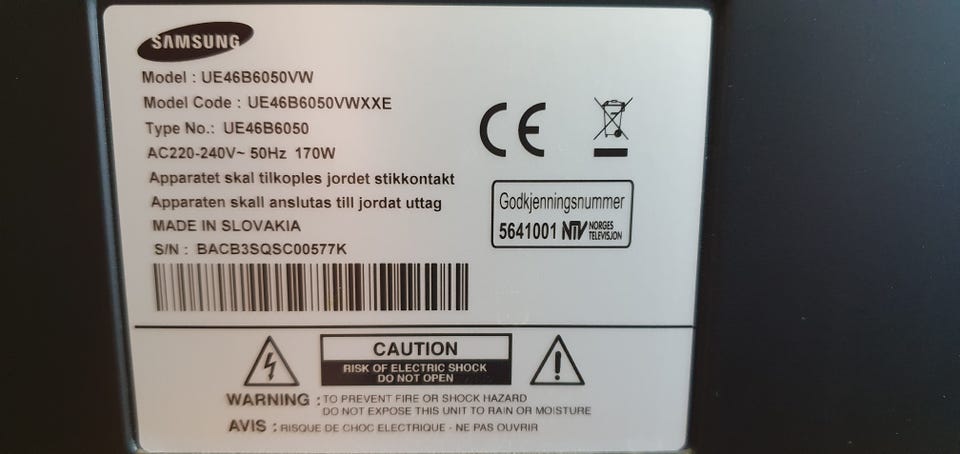 SAMSUNG
Model : UE46B6050VW
Model Code : UE46B6050VWXXE
Type No.: UE46B6050
AC220-240V~ 50Hz 170W
Apparatet skal tilkoples jordet stikkontakt
Apparaten skall anslutas till jordat uttag
MADE IN SLOVAKIA
S/N : BACB3SQSC00577K
CE
Godkjenningsnummer
5641001 NTV NORGES
TELEVISJON
CAUTION
RISK OF ELECTRIC SHOCK
DO NOT OPEN
WARNING : TO PREVENT FIRE OR SHOCK HAZARD
DO NOT EXPOSE THIS UNIT TO RAIN OR MOISTURE
AVIS : RISQUE DE CHOC ELECTRIQUE - NE PAS OUVRIR